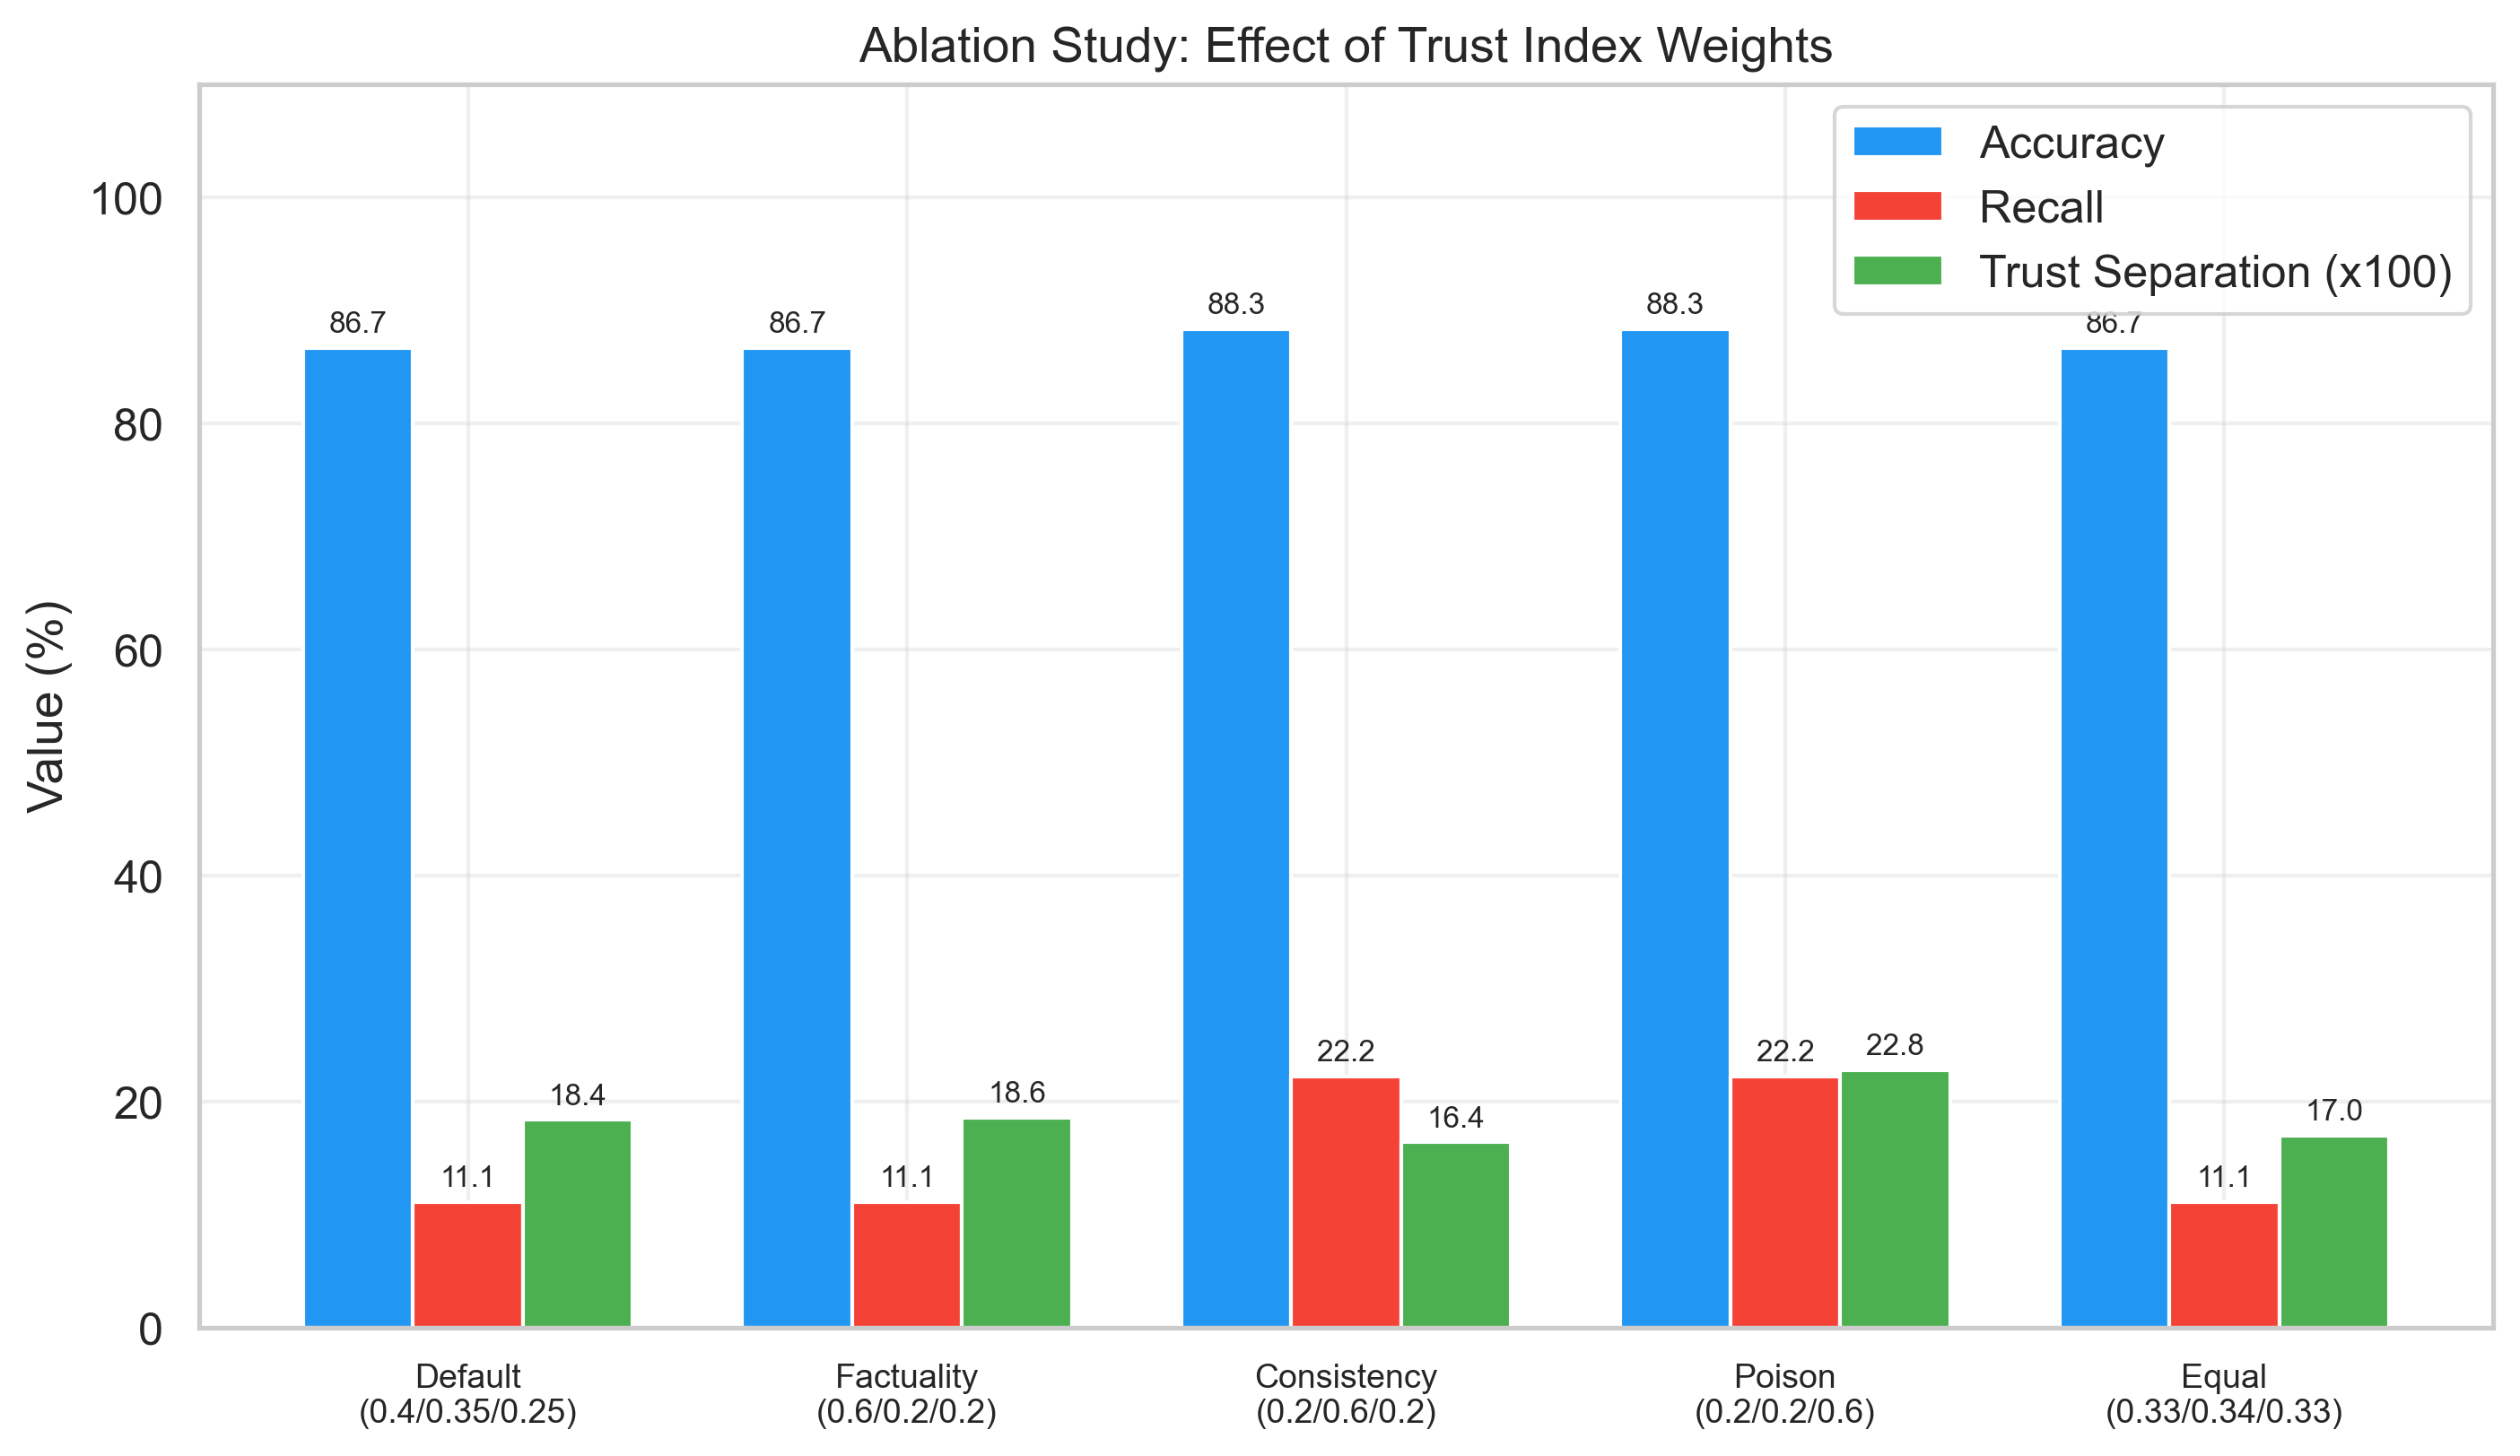 Ablation Study: Effect of Trust Index Weights
Accuracy
Recall
Trust Separation (x100)
Value (%)
100
80
60
40
20
0
86.7
11.1
18.4
86.7
11.1
18.6
88.3
22.2
16.4
88.3
22.2
22.8
86.7
11.1
17.0
Default
(0.4/0.35/0.25)
Factuality
(0.6/0.2/0.2)
Consistency
(0.2/0.6/0.2)
Poison
(0.2/0.2/0.6)
Equal
(0.33/0.34/0.33)